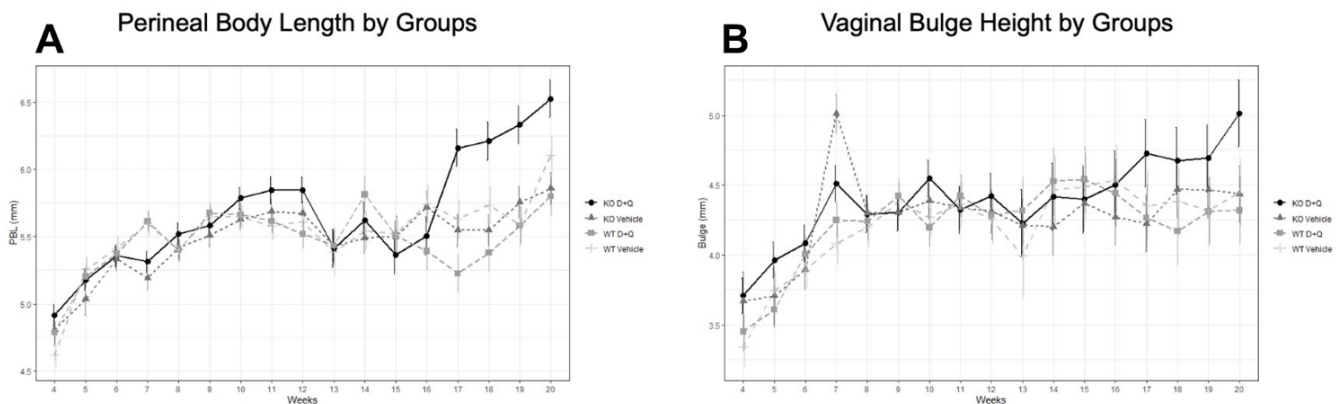 A
Perineal Body Length by Groups
PBL (mm)
6.5
6.0
5.5
5.0
4.5
4 5 6 7 8 9 10 11 12 13 14 15 16 17 18 19 20
Weeks
KO D+Q
KO Vehicle
WT D+Q
WT Vehicle
B
Vaginal Bulge Height by Groups
Bulge (mm)
5.0
4.5
4.0
3.5
4 5 6 7 8 9 10 11 12 13 14 15 16 17 18 19 20
Weeks
KO D+Q
KO Vehicle
WT D+Q
WT Vehicle